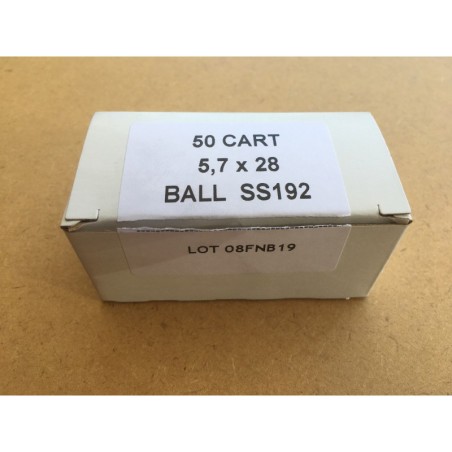 50 CART
5,7 x 28
BALL SS192
LOT 08FNB19